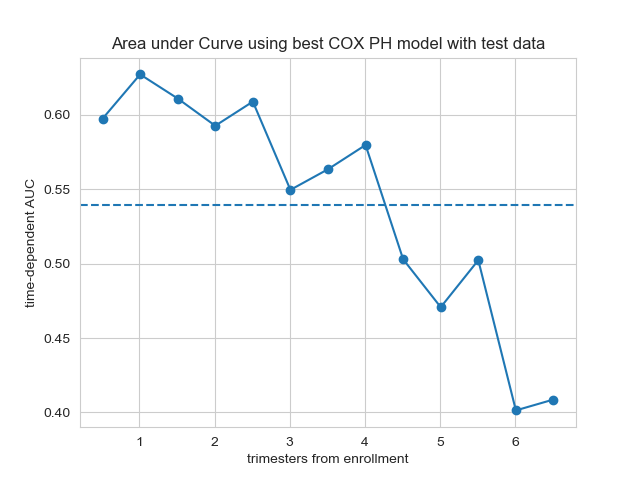 Area under Curve using best COX PH model with test data
time-dependent AUC
0.60
0.55
0.50
0.45
0.40
1 2 3 4 5 6
trimesters from enrollment